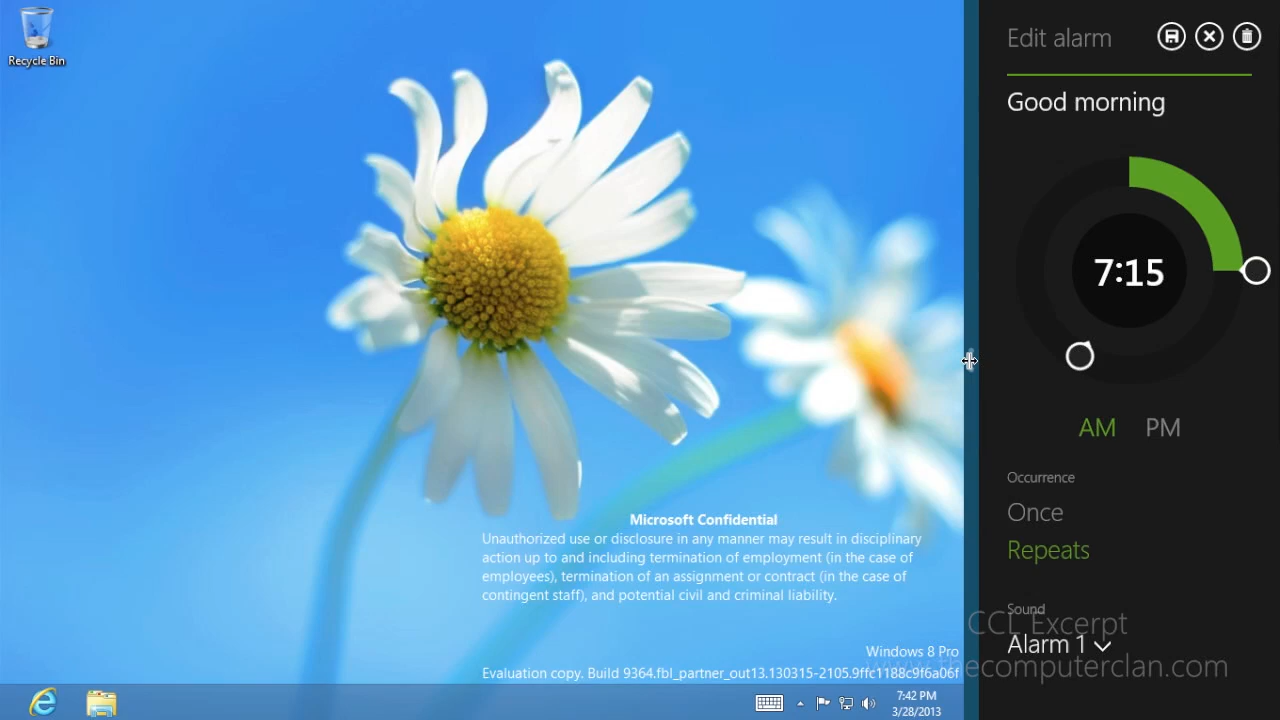 Recycle Bin
Microsoft Confidential
Unauthorized use or disclosure in any manner may result in disciplinary
action up to and including termination of employment (in the case of
employees), termination of an assignment or contract (in the case of
contingent staff), and potential civil and criminal liability.
Windows 8 Pro
Evaluation copy. Build 9364.fbl_partner_out13.130315-2105.9ffc1188c9f6a06f
7:42 PM
3/28/2013
Edit alarm
Good morning
7:15
AM PM
Occurrence
Once
Repeats
Sound
Alarm 1
CCL Excerpt
www.thecomputerclan.com